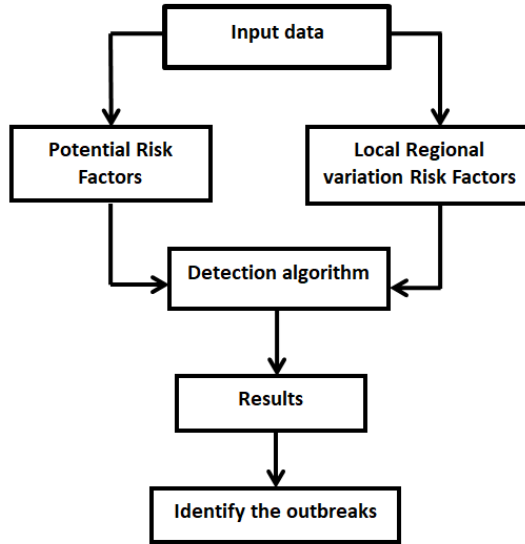 Input data
Potential Risk
Factors
Local Regional
variation Risk Factors
Detection algorithm
Results
Identify the outbreaks